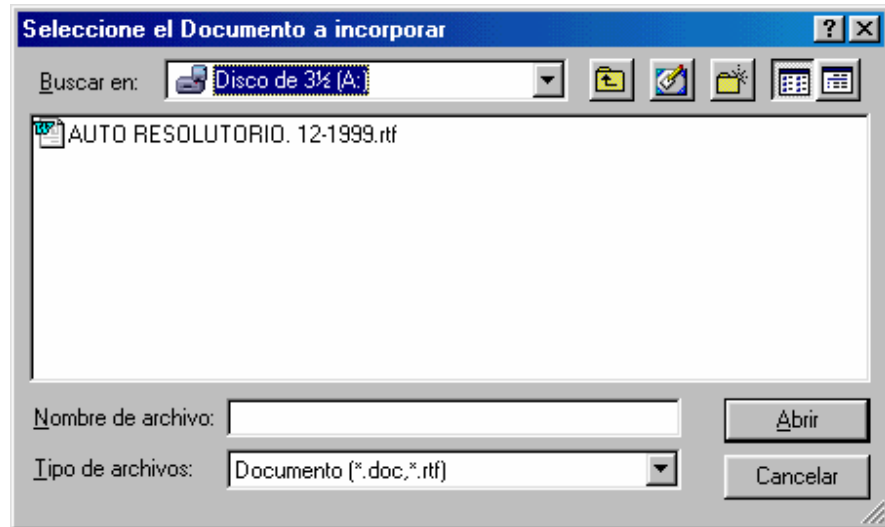 Seleccione el Documento a incorporar
Buscar en: Disco de 3½ (A:)
AUTO RESOLUTORIO. 12-1999.rtf
Nombre de archivo: Abrir
Tipo de archivos: Documento (*.doc,*.rtf) Cancelar